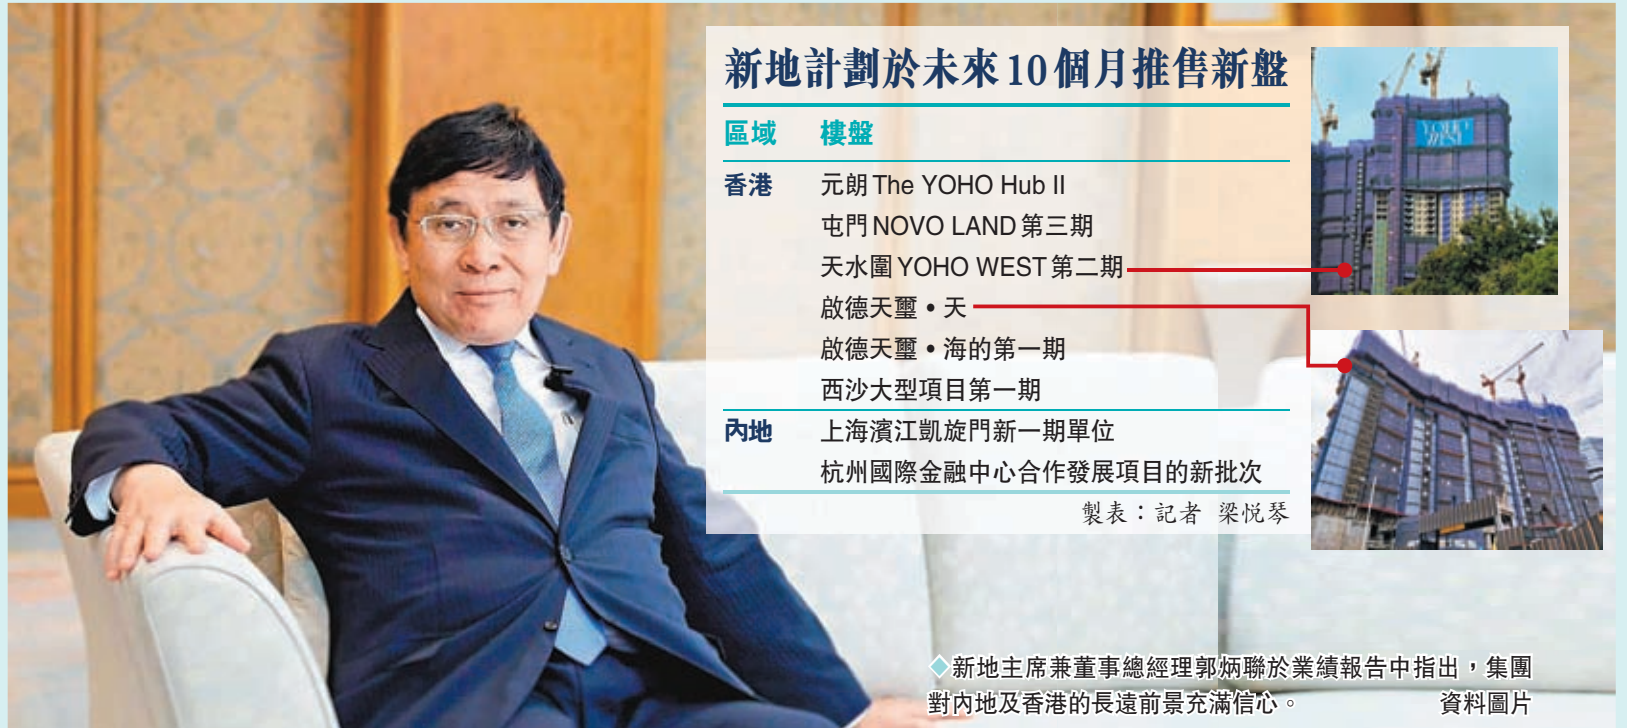 新地計劃於未來10個月推售新盤
區域 樓盤
香港 元朗The YOHO Hub II
屯門NOVO LAND第三期
天水圍YOHO WEST第二期
啟德天璽•天
啟德天璽•海的第一期
西沙大型項目第一期
內地 上海濱江凱旋門新一期單位
杭州國際金融中心合作發展項目的新批次
製表：記者 梁悅琴
YOHO
WEST
◇新地主席兼董事總經理郭炳聯於業績報告中指出，集團
對內地及香港的長遠前景充滿信心。 資料圖片